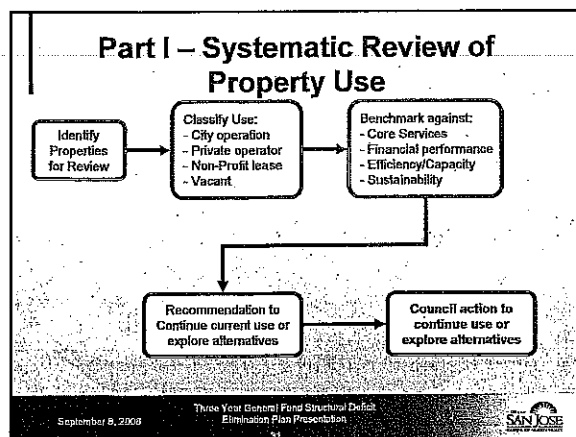 Part I – Systematic Review of
Property Use
Identify
Properties
for Review
Classify Use:
- City operation
- Private operator
- Non-Profit lease
- Vacant
Benchmark against:
- Core Services
- Financial performance
- Efficiency/Capacity
- Sustainability
Recommendation to
Continue current use or
explore alternatives
Council action to
continue use or
explore alternatives
September 8, 2008
Three Year General Fund Structural Deficit
Elimination Plan Presentation
31
SAN JOSE